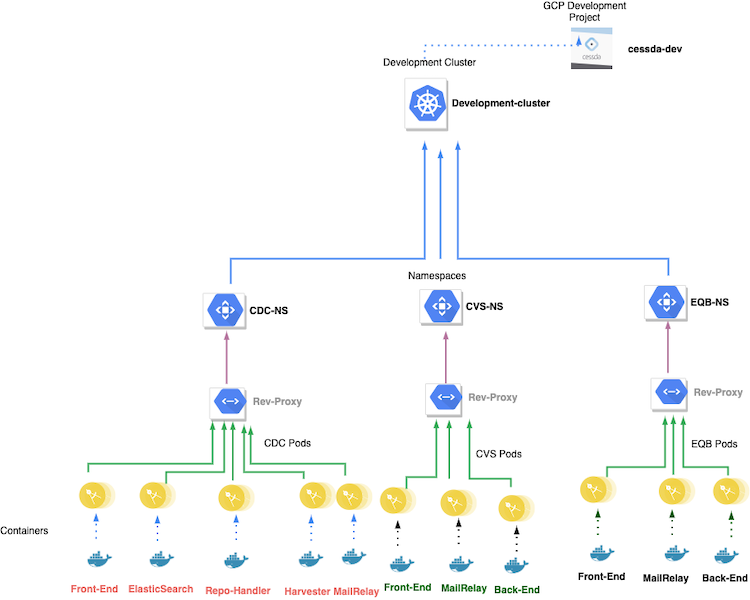 GCP Development
Project
cessda-dev
cessda
Development Cluster
Development-cluster
Namespaces
CDC-NS
CVS-NS
EQB-NS
Rev-Proxy
Rev-Proxy
Rev-Proxy
CDC Pods
CVS Pods
EQB Pods
Containers
Front-End
ElasticSearch
Repo-Handler
Harvester
MailRelay
Front-End
MailRelay
Back-End
Front-End
MailRelay
Back-End